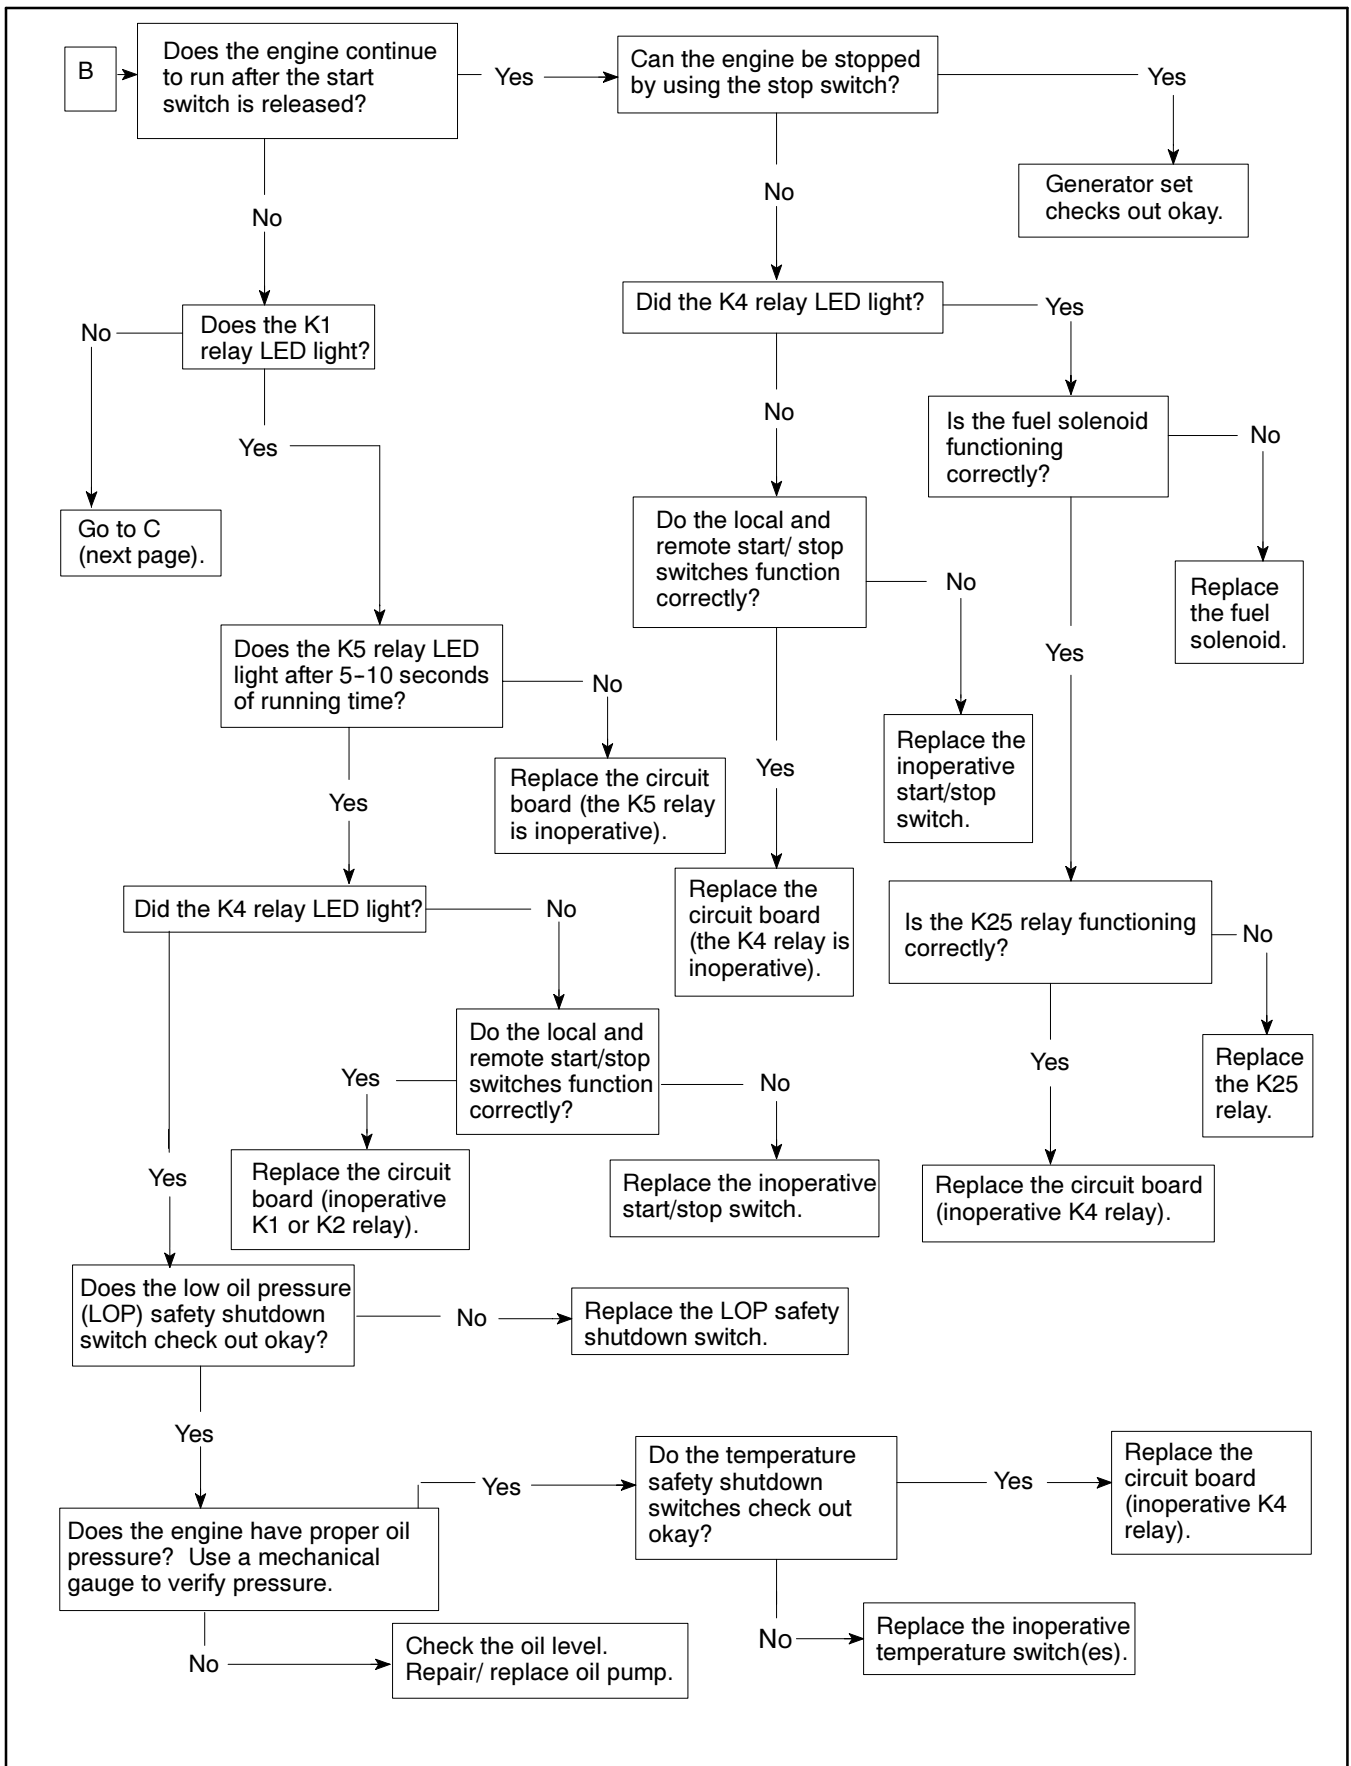 B
Does the engine continue
to run after the start
switch is released?
Yes
Can the engine be stopped
by using the stop switch?
Yes
Generator set
checks out okay.
No
No
Did the K4 relay LED light?
Yes
Does the K1
relay LED light?
No
Go to C
(next page).
Yes
No
Is the fuel solenoid
functioning
correctly?
No
Replace
the fuel
solenoid.
Do the local and
remote start/ stop
switches function
correctly?
No
Replace the
inoperative
start/stop
switch.
Yes
Does the K5 relay LED
light after 5-10 seconds
of running time?
No
Replace the circuit
board (the K5 relay
is inoperative).
Yes
Yes
Replace the
circuit board
(the K4 relay is
inoperative).
Did the K4 relay LED light?
No
Is the K25 relay functioning
correctly?
No
Replace
the K25
relay.
Yes
Replace the circuit board
(inoperative K4 relay).
Do the local and
remote start/stop
switches function
correctly?
Yes
No
Replace the circuit
board (inoperative
K1 or K2 relay).
Replace the inoperative
start/stop switch.
Yes
Does the low oil pressure
(LOP) safety shutdown
switch check out okay?
No
Replace the LOP safety
shutdown switch.
Yes
Does the engine have proper oil
pressure? Use a mechanical
gauge to verify pressure.
Yes
Do the temperature
safety shutdown
switches check out
okay?
Yes
Replace the
circuit board
(inoperative K4
relay).
No
Replace the inoperative
temperature switch(es).
No
Check the oil level.
Repair/ replace oil pump.